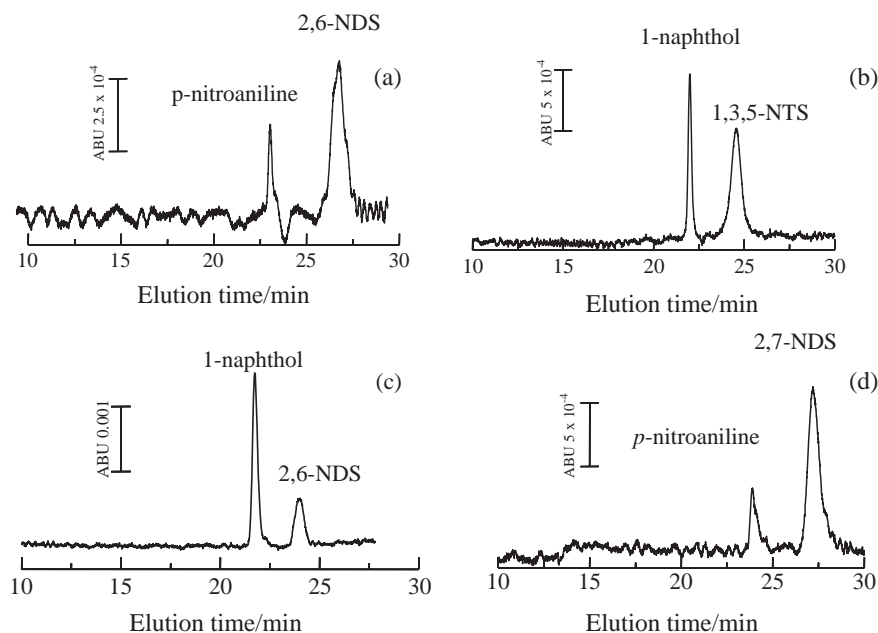 2,6-NDS
(a)
p-nitroaniline
ABU 2.5 x 10⁻⁴
10 15 20 25 30
Elution time/min
1-naphthol
(b)
1,3,5-NTS
ABU 5 x 10⁻⁴
10 15 20 25 30
Elution time/min
1-naphthol
(c)
2,6-NDS
ABU 0.001
10 15 20 25 30
Elution time/min
2,7-NDS
(d)
p-nitroaniline
ABU 5 x 10⁻⁴
10 15 20 25 30
Elution time/min